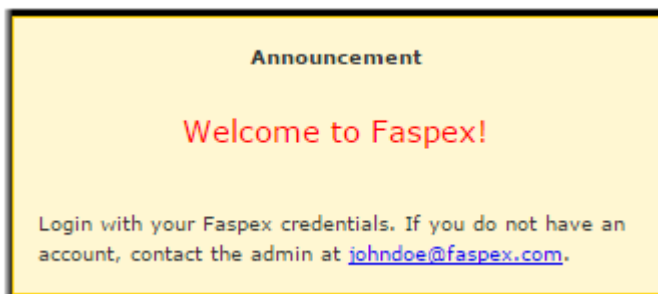 Announcement
Welcome to Faspex!
Login with your Faspex credentials. If you do not have an
account, contact the admin at johndoe@faspex.com.